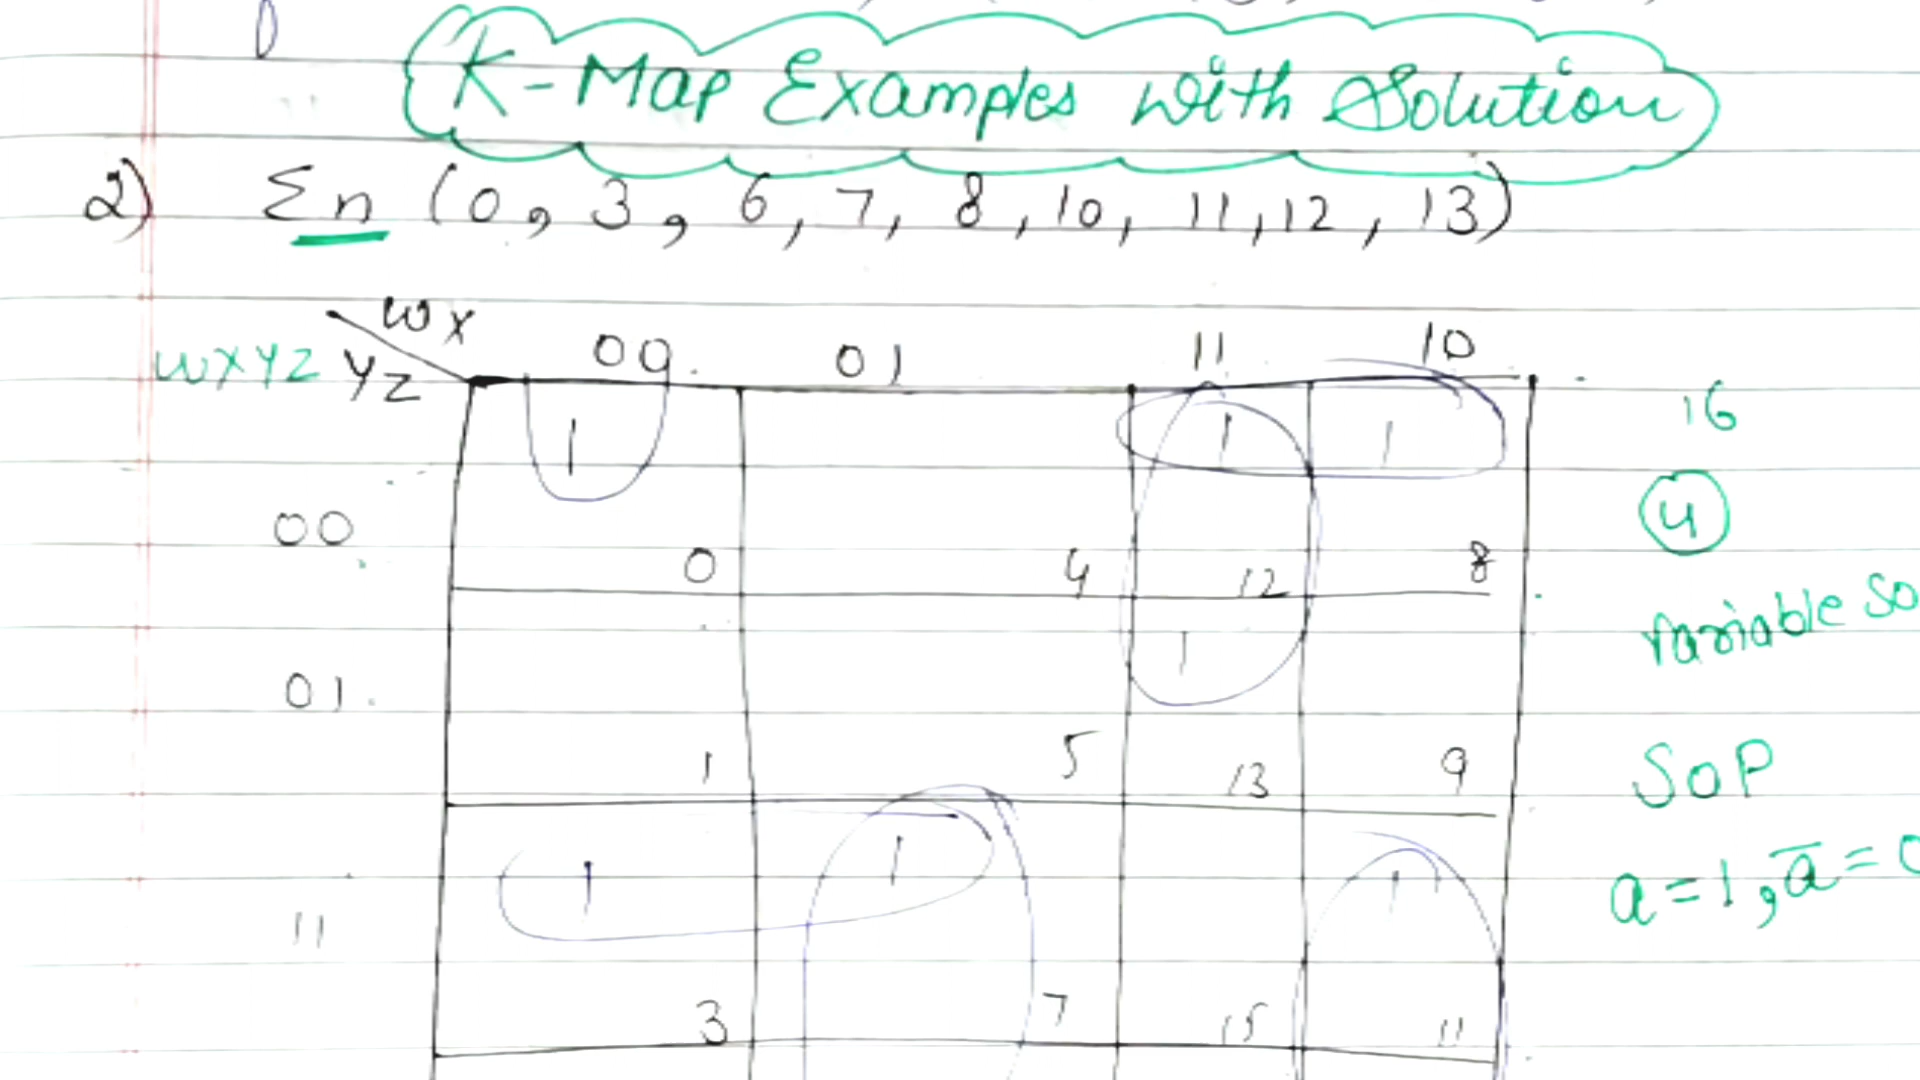 K-Map Examples with Solution
2) Σn (0, 3, 6, 7, 8, 10, 11, 12, 13)
wx
wxyz yz 00 01 11 10
1 1 1 16
00 4
0 4 12 8
1 variable so
01
1 5 13 9 SOP
1 1 1 a=1, a̅=0
11
3 7 15 11